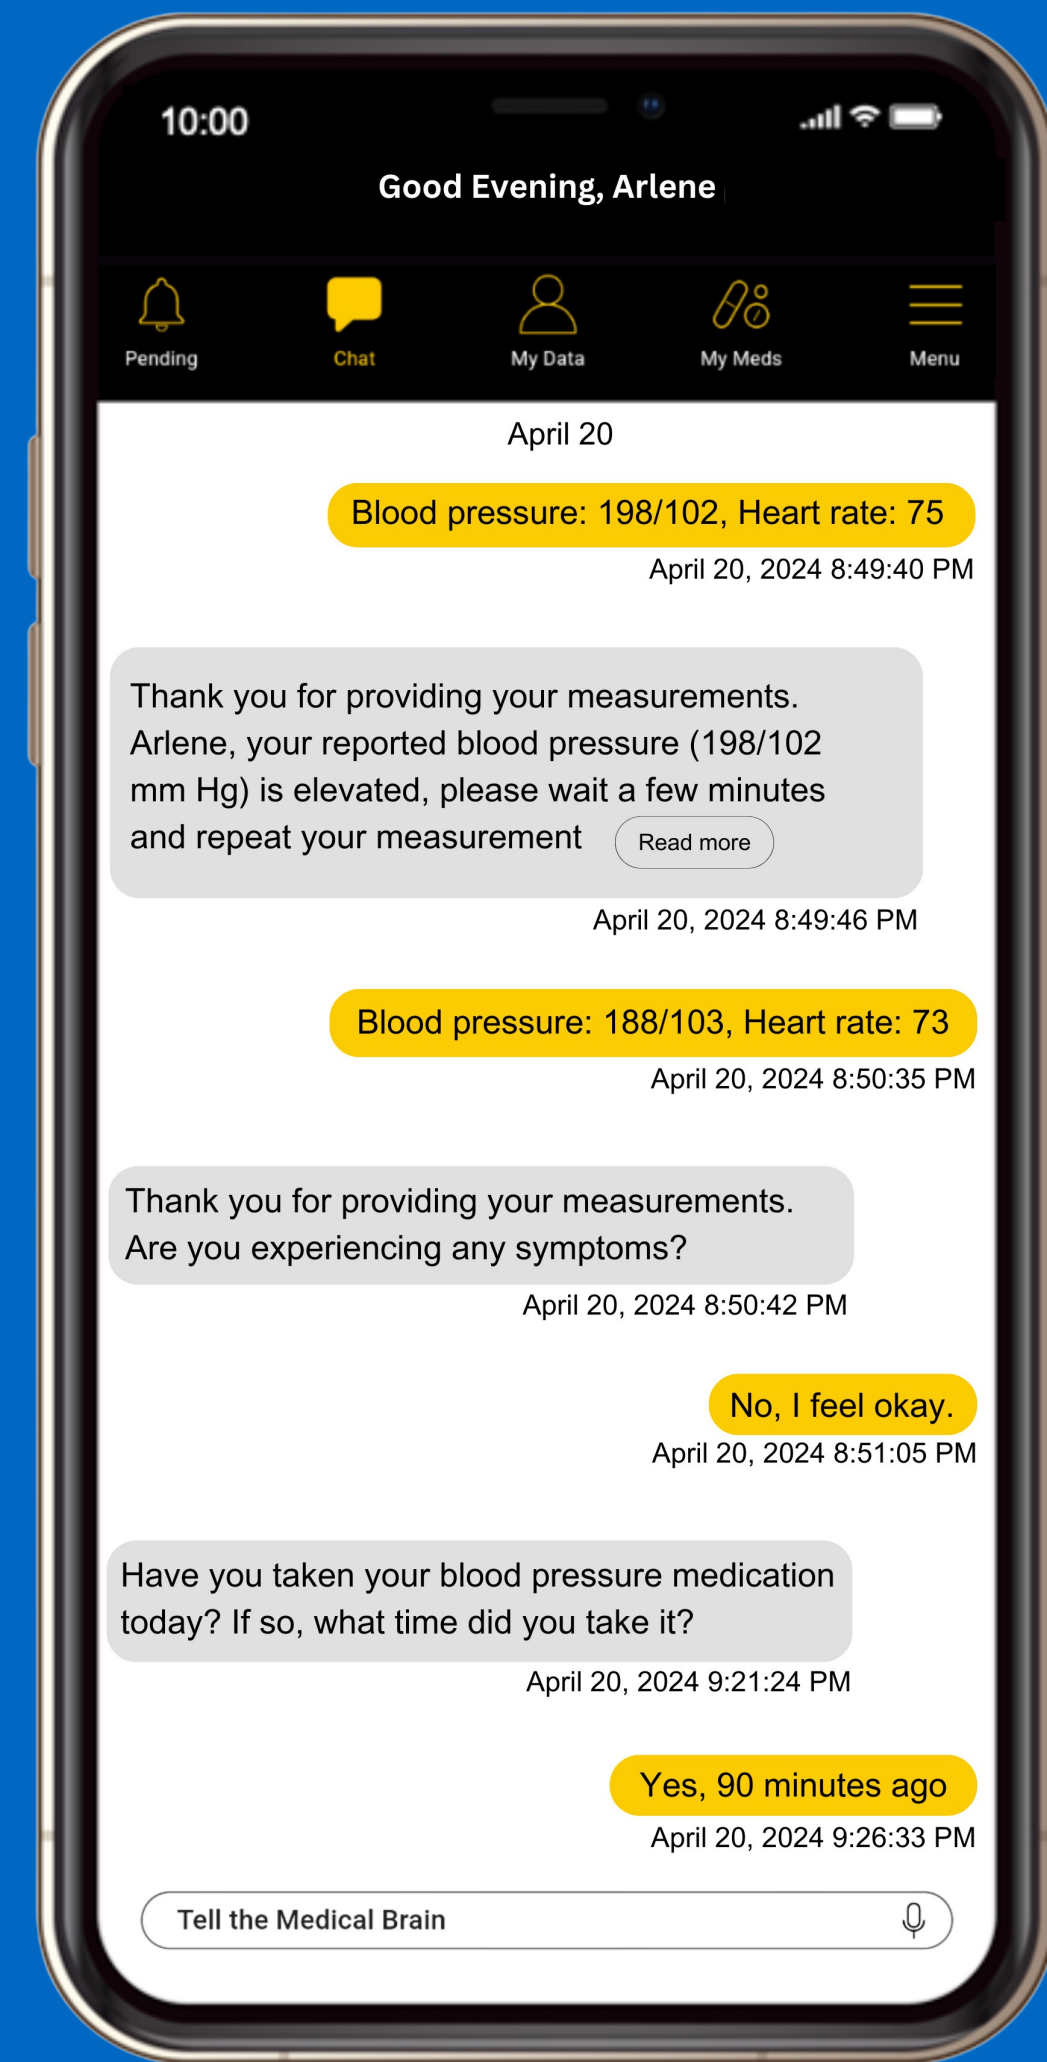 10:00
Good Evening, Arlene
Pending
Chat
My Data
My Meds
Menu
April 20
Blood pressure: 198/102, Heart rate: 75
April 20, 2024 8:49:40 PM
Thank you for providing your measurements.
Arlene, your reported blood pressure (198/102
mm Hg) is elevated, please wait a few minutes
and repeat your measurement
Read more
April 20, 2024 8:49:46 PM
Blood pressure: 188/103, Heart rate: 73
April 20, 2024 8:50:35 PM
Thank you for providing your measurements.
Are you experiencing any symptoms?
April 20, 2024 8:50:42 PM
No, I feel okay.
April 20, 2024 8:51:05 PM
Have you taken your blood pressure medication
today? If so, what time did you take it?
April 20, 2024 9:21:24 PM
Yes, 90 minutes ago
April 20, 2024 9:26:33 PM
Tell the Medical Brain